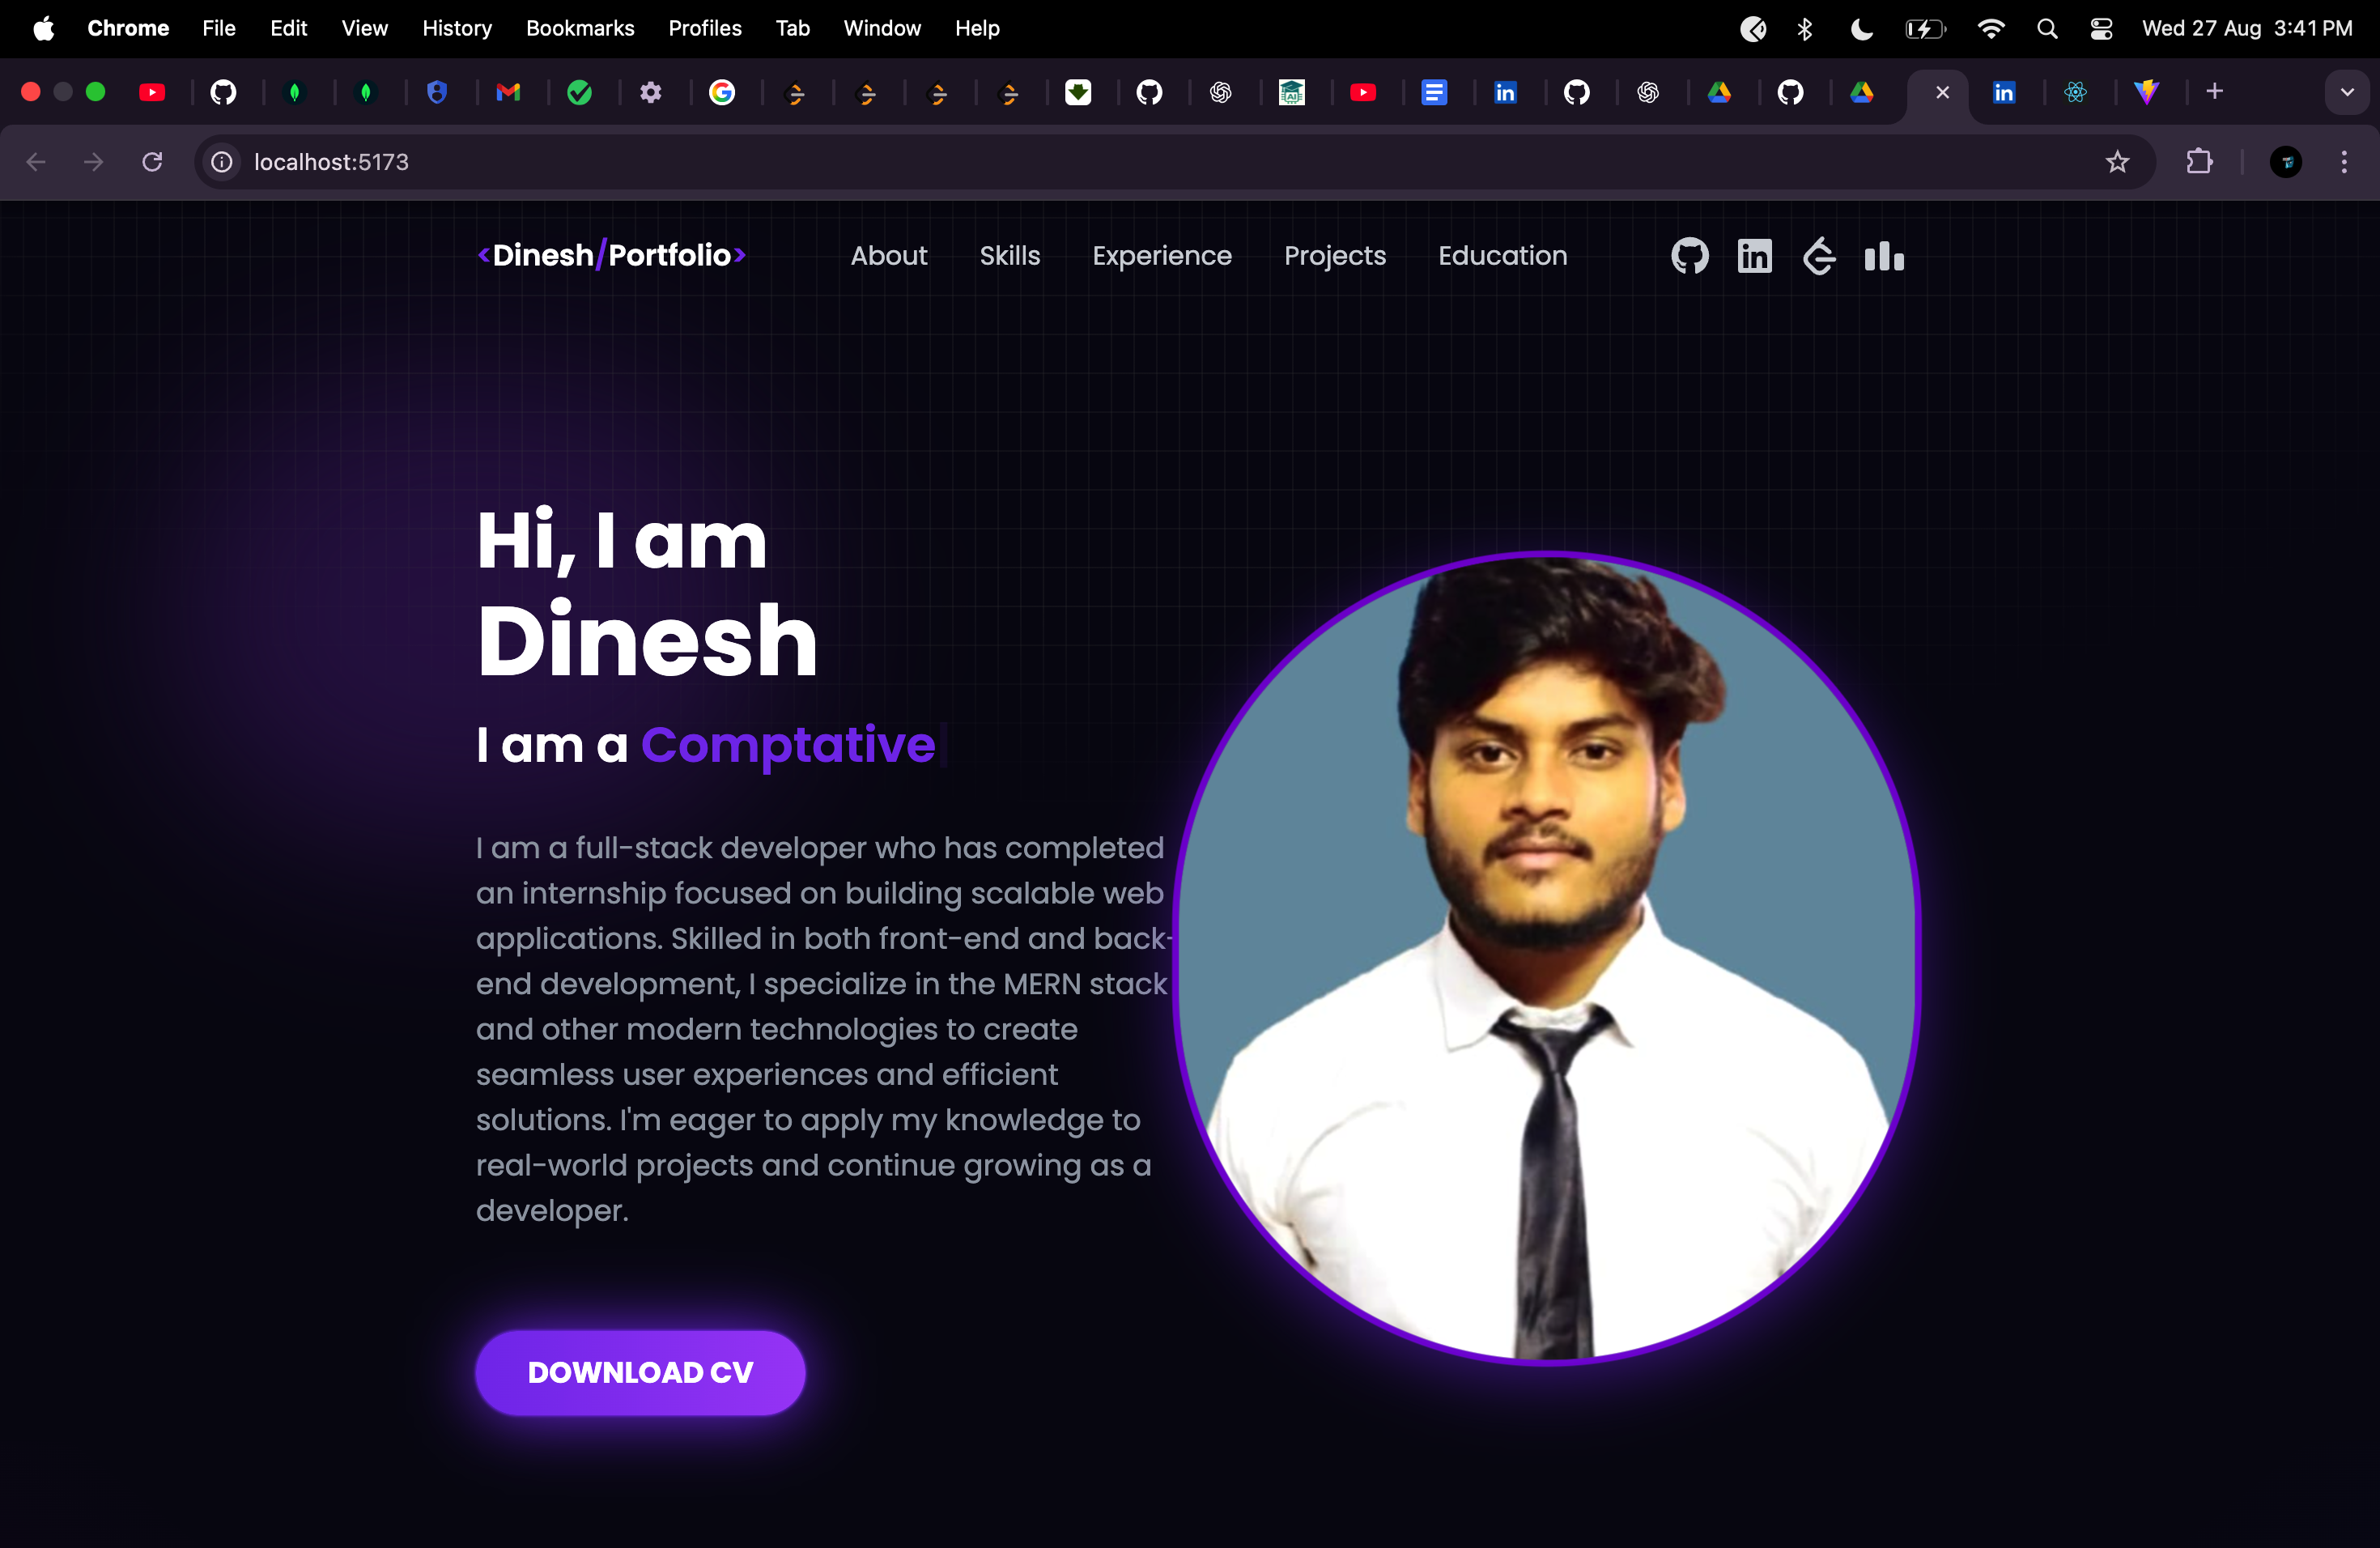 Chrome File Edit View History Bookmarks Profiles Tab Window Help Wed 27 Aug 3:41 PM
localhost:5173
<Dinesh/Portfolio> About Skills Experience Projects Education
Hi, I am
Dinesh
I am a Comptative
I am a full-stack developer who has completed
an internship focused on building scalable web
applications. Skilled in both front-end and back-
end development, I specialize in the MERN stack
and other modern technologies to create
seamless user experiences and efficient
solutions. I'm eager to apply my knowledge to
real-world projects and continue growing as a
developer.
DOWNLOAD CV